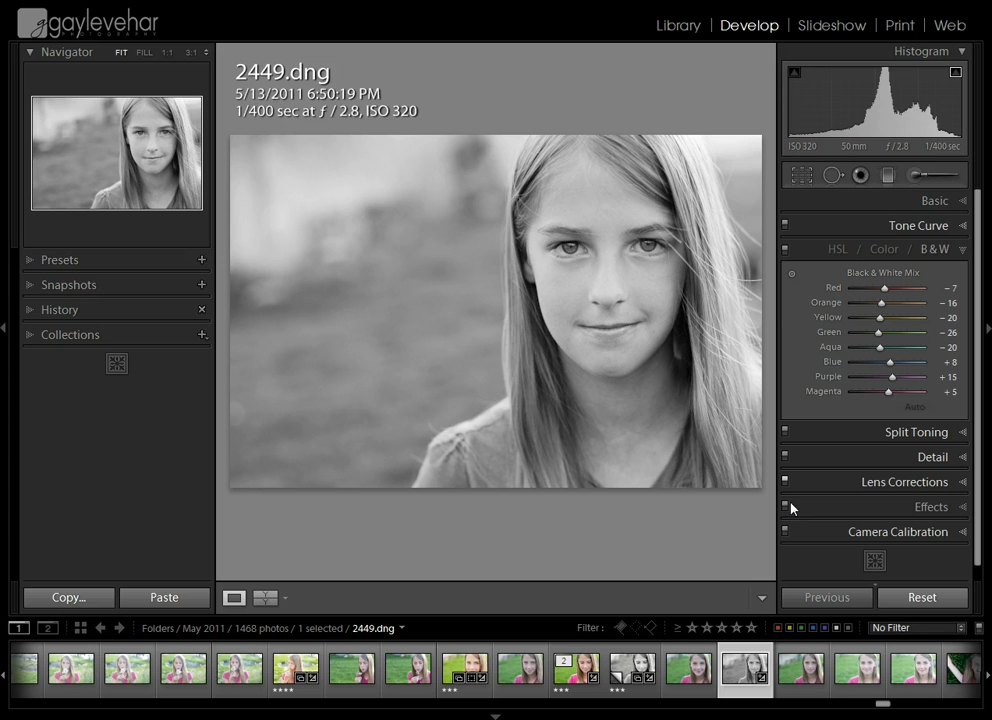 gaylevehar
PHOTOGRAPHY
Library | Develop | Slideshow | Print | Web
Navigator FIT FILL 1:1 3:1
Histogram
2449.dng
5/13/2011 6:50:19 PM
1/400 sec at ƒ / 2.8, ISO 320
ISO 320 50 mm ƒ / 2.8 1/400 sec
Basic
Tone Curve
HSL / Color / B & W
Black & White Mix
Red − 7
Orange − 16
Yellow − 20
Green − 26
Aqua − 20
Blue + 8
Purple + 15
Magenta + 5
Auto
Presets +
Snapshots +
History ×
Collections +
Split Toning
Detail
Lens Corrections
Effects
Camera Calibration
Copy... Paste
Previous Reset
1 2 Folders / May 2011 / 1468 photos / 1 selected / 2449.dng Filter : ≥ ★★★★★ No Filter
2
★★★★ ★★★ ★★★ ★★★